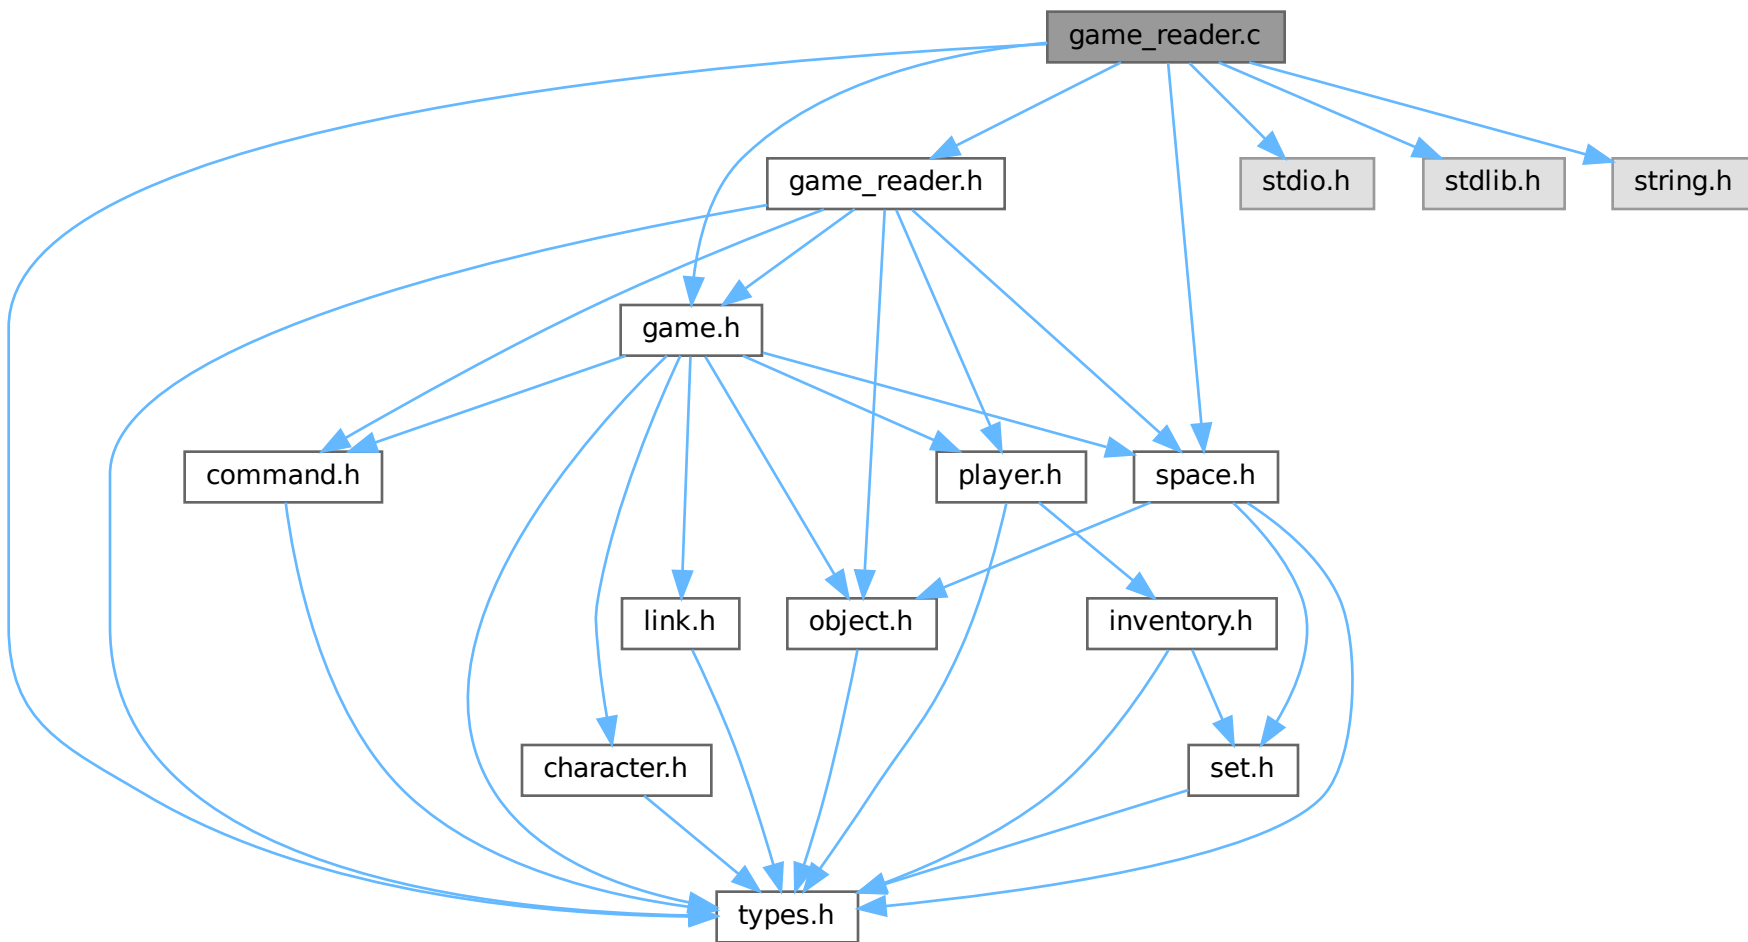 game_reader.c
game_reader.h
stdio.h
stdlib.h
string.h
game.h
command.h
player.h
space.h
link.h
object.h
inventory.h
character.h
set.h
types.h